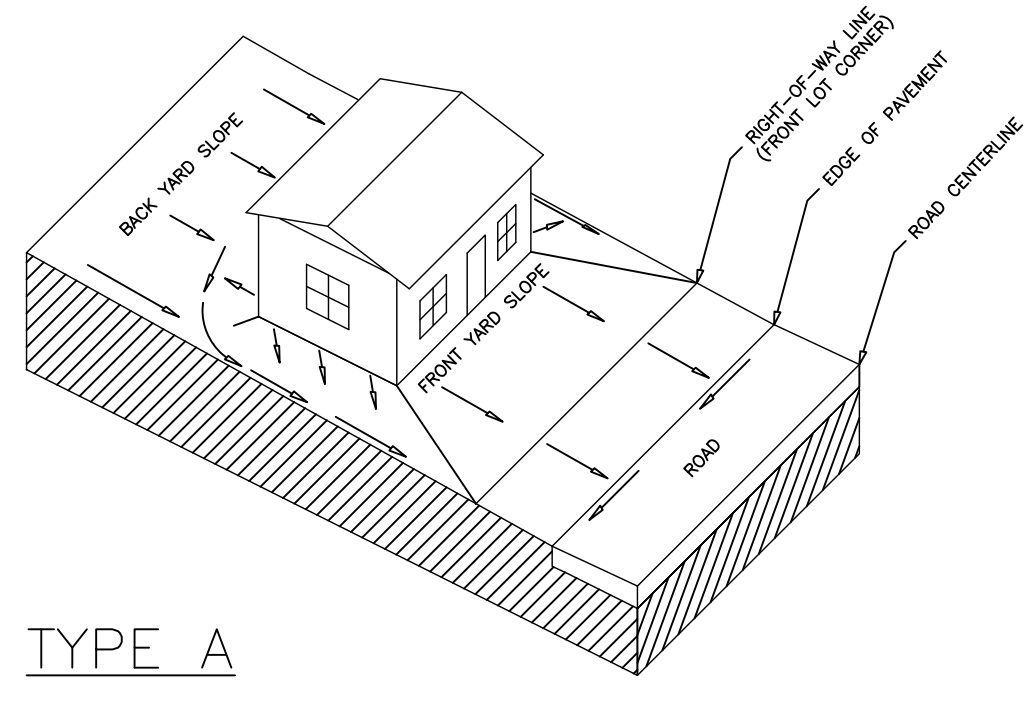 RIGHT-OF-WAY LINE
(FRONT LOT CORNER)
EDGE OF PAVEMENT
ROAD CENTERLINE
BACK YARD SLOPE
FRONT YARD SLOPE
ROAD
TYPE A